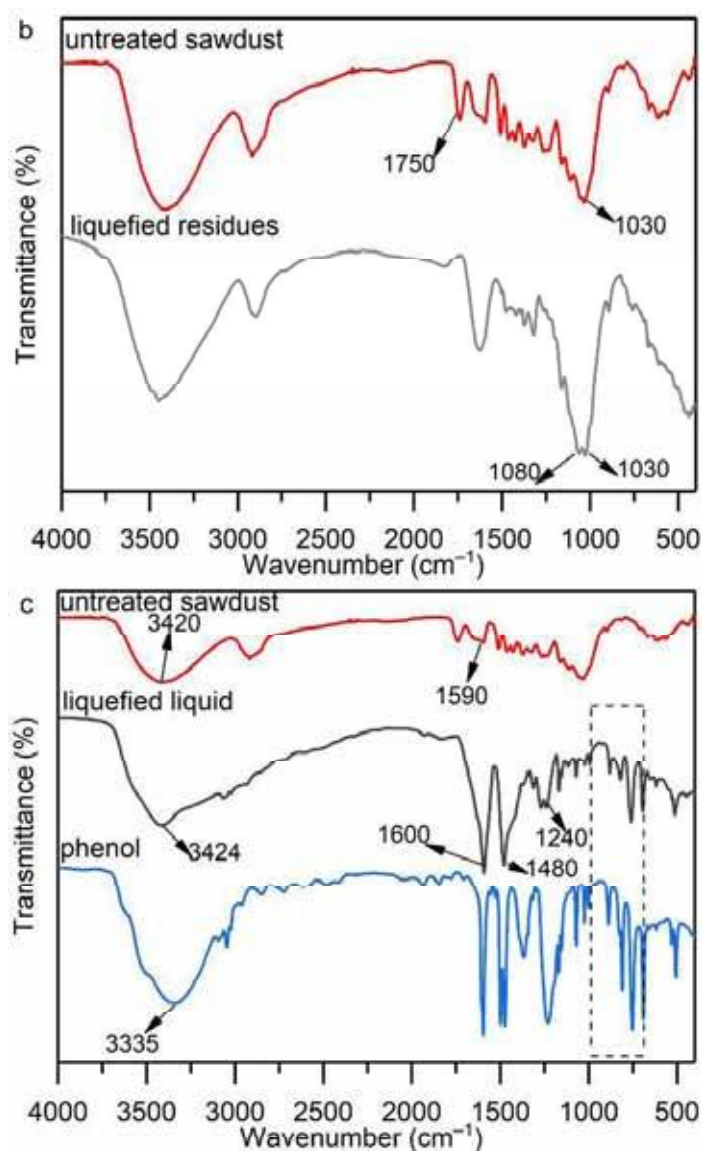 b
untreated sawdust
1750
1030
liquefied residues
1080
1030
Transmittance (%)
4000 3500 3000 2500 2000 1500 1000 500
Wavenumber (cm⁻¹)
c
untreated sawdust
3420
1590
liquefied liquid
3424
1600
1240
1480
phenol
3335
Transmittance (%)
4000 3500 3000 2500 2000 1500 1000 500
Wavenumber (cm⁻¹)